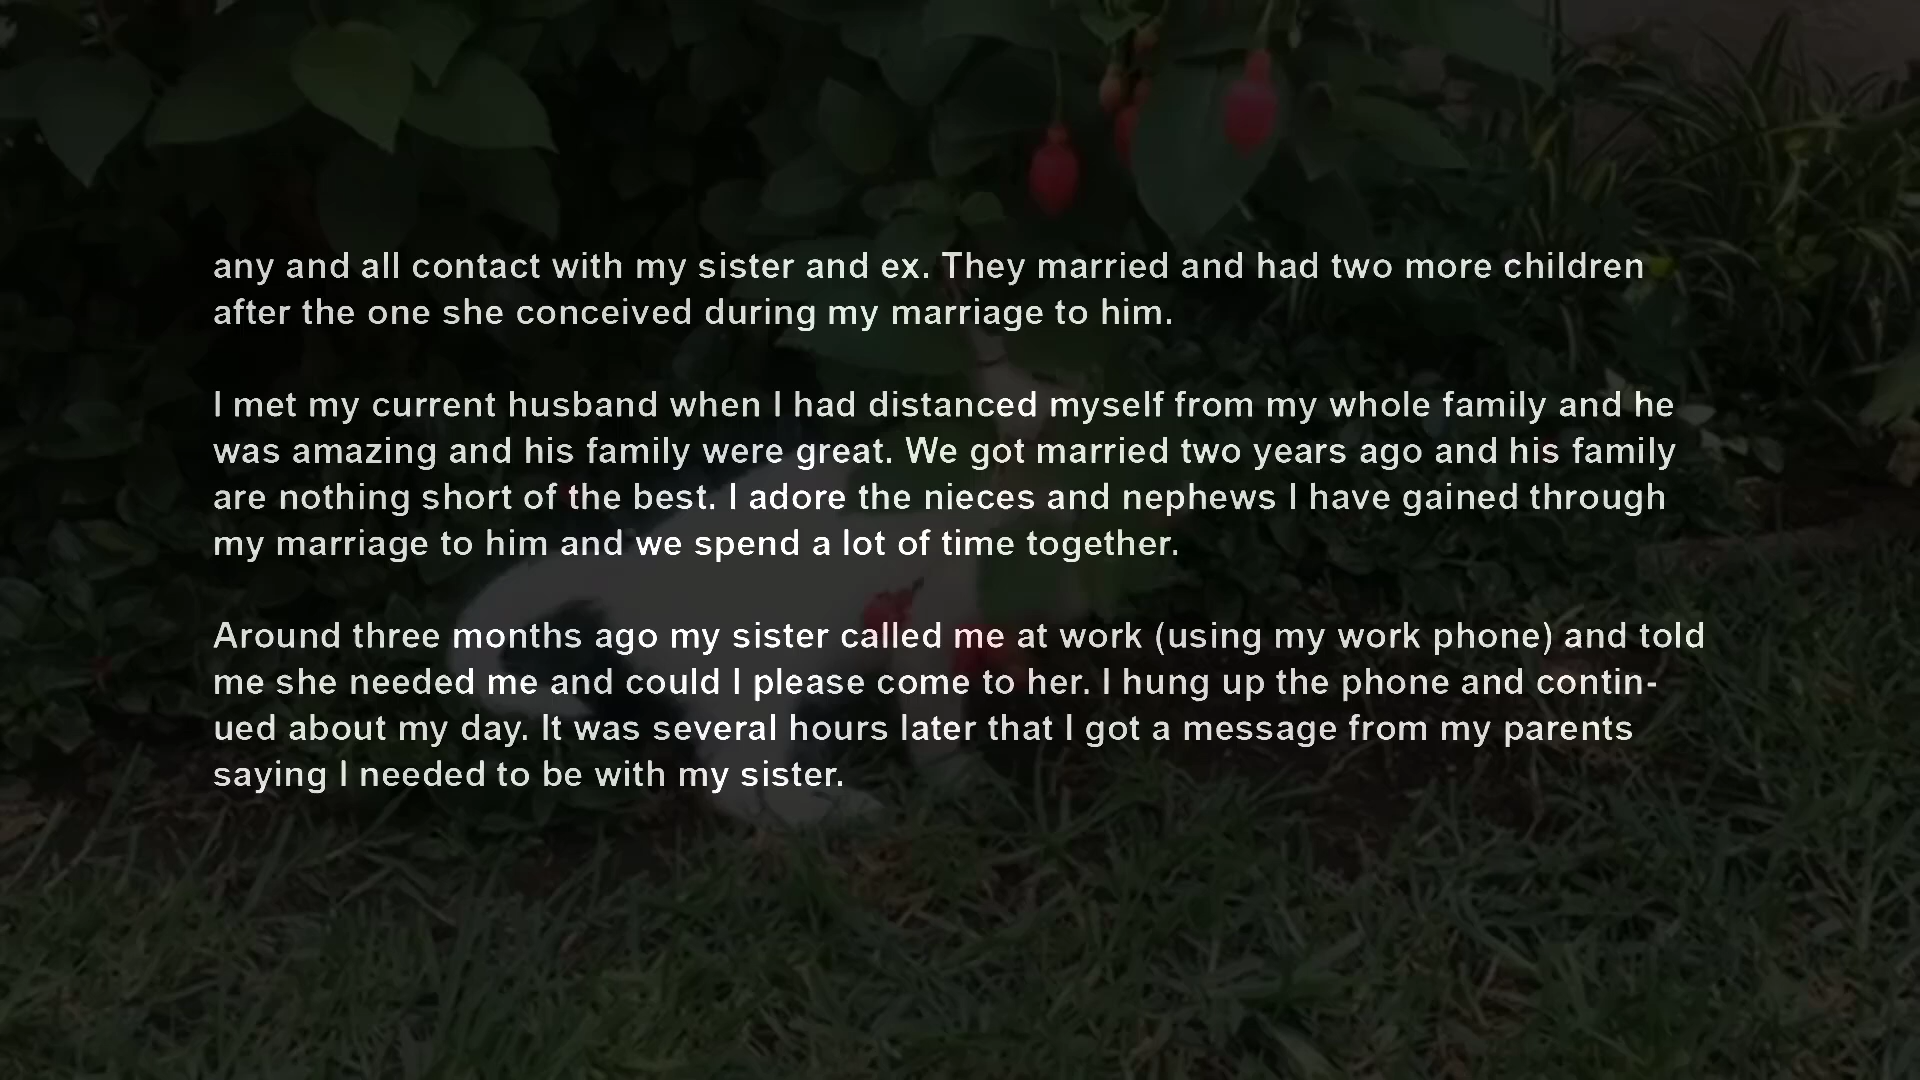 any and all contact with my sister and ex. They married and had two more children
after the one she conceived during my marriage to him.
I met my current husband when I had distanced myself from my whole family and he
was amazing and his family were great. We got married two years ago and his family
are nothing short of the best. I adore the nieces and nephews I have gained through
my marriage to him and we spend a lot of time together.
Around three months ago my sister called me at work (using my work phone) and told
me she needed me and could I please come to her. I hung up the phone and contin-
ued about my day. It was several hours later that I got a message from my parents
saying I needed to be with my sister.